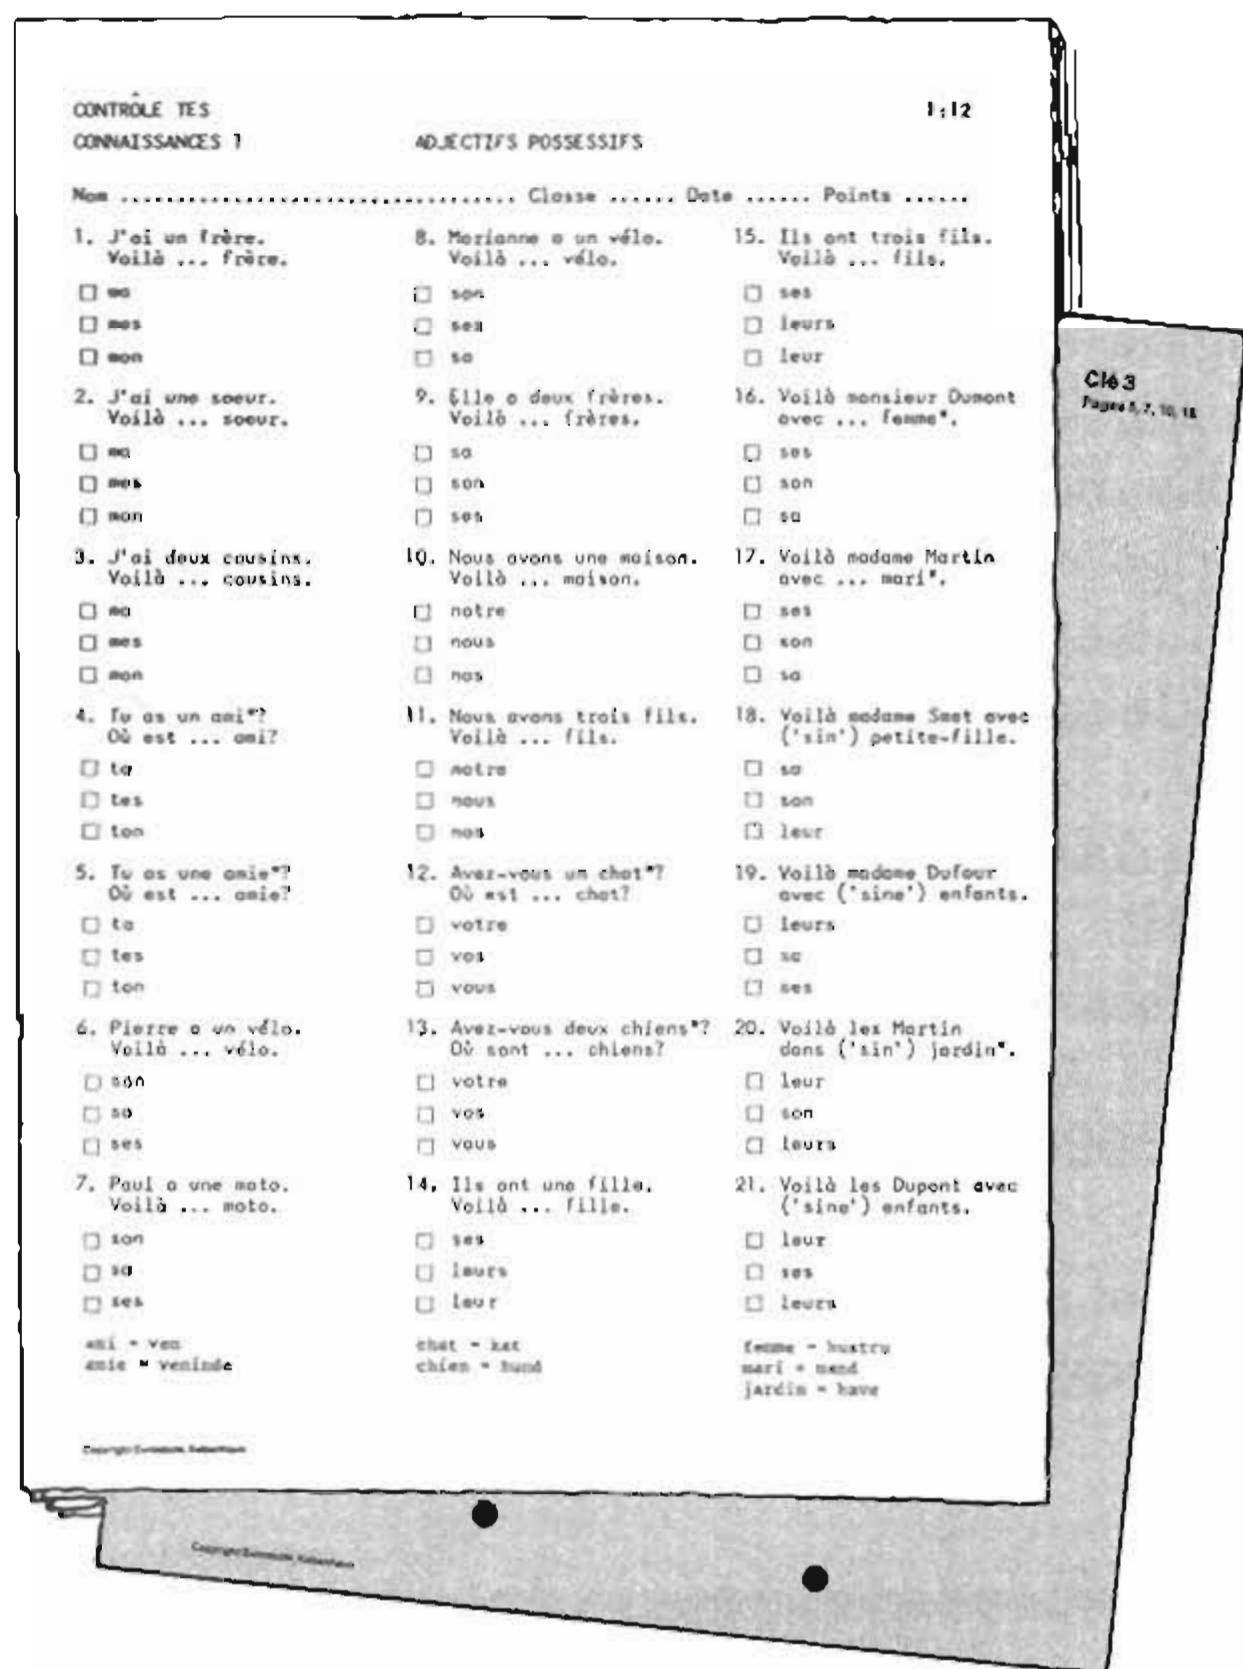 CONTRÔLE TES
1:12
CONNAISSANCES 1
ADJECTIFS POSSESSIFS
Nom .................................. Classe ...... Date ...... Points ......
1. J'ai un frère.
Voilà ... frère.
ma
mes
mon
2. J'ai une soeur.
Voilà ... soeur.
ma
mes
mon
3. J'ai deux cousins.
Voilà ... cousins.
ma
mes
mon
4. Tu as un ami*?
Où est ... ami?
ta
tes
ton
5. Tu as une amie*?
Où est ... amie?
ta
tes
ton
6. Pierre a un vélo.
Voilà ... vélo.
son
sa
ses
7. Paul a une moto.
Voilà ... moto.
son
sa
ses
ami = ven
amie = veninde
8. Marianne a un vélo.
Voilà ... vélo.
son
ses
sa
9. Elle a deux frères.
Voilà ... frères.
sa
son
ses
10. Nous avons une maison.
Voilà ... maison.
notre
nous
nos
11. Nous avons trois fils.
Voilà ... fils.
notre
nous
nos
12. Avez-vous un chat*?
Où est ... chat?
votre
vos
vous
13. Avez-vous deux chiens*?
Où sont ... chiens?
votre
vos
vous
14. Ils ont une fille.
Voilà ... fille.
ses
leurs
leur
chat = kat
chien = hund
15. Ils ont trois fils.
Voilà ... fils.
ses
leurs
leur
16. Voilà monsieur Dumont
avec ... femme*.
ses
son
sa
17. Voilà madame Martin
avec ... mari*.
ses
son
sa
18. Voilà madame Smet avec
('sin') petite-fille.
sa
son
leur
19. Voilà madame Dufour
avec ('sine') enfants.
leurs
sa
ses
20. Voilà les Martin
dans ('sin') jardin*.
leur
son
leurs
21. Voilà les Dupont avec
('sine') enfants.
leur
ses
leurs
femme = hustru
mari = mand
jardin = have
Copyright København
Clé 3
Pages 5, 7, 10,
Copyright København